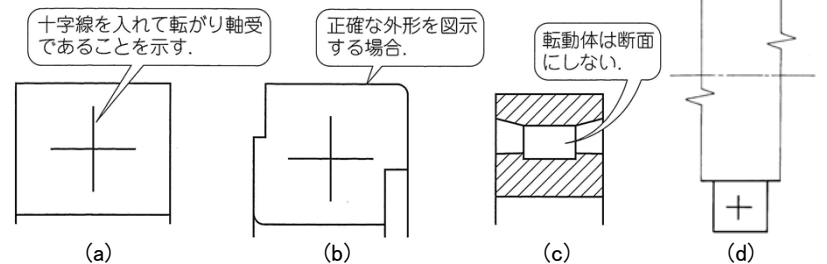 十字線を入れて転がり軸受
であることを示す.
正確な外形を図示
する場合.
転動体は断面
にしない.
(a)
(b)
(c)
(d)